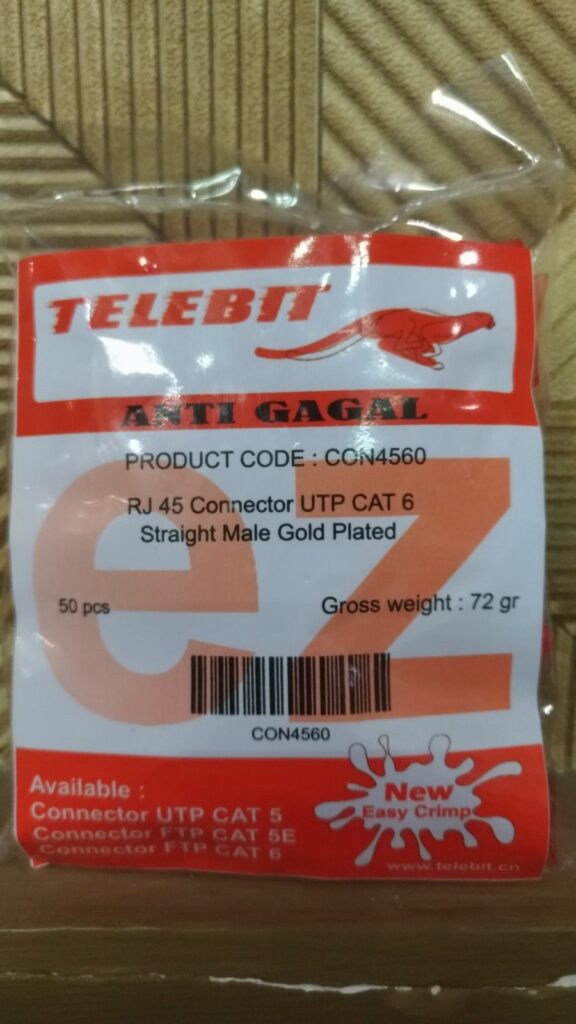 TELEBIT
ANTI GAGAL
PRODUCT CODE : CON4560
RJ 45 Connector UTP CAT 6
Straight Male Gold Plated
ez
50 pcs
Gross weight : 72 gr
CON4560
Available :
Connector UTP CAT 5
Connector FTP CAT 5E
Connector FTP CAT 6
New
Easy Crimp
www.telebit.cn